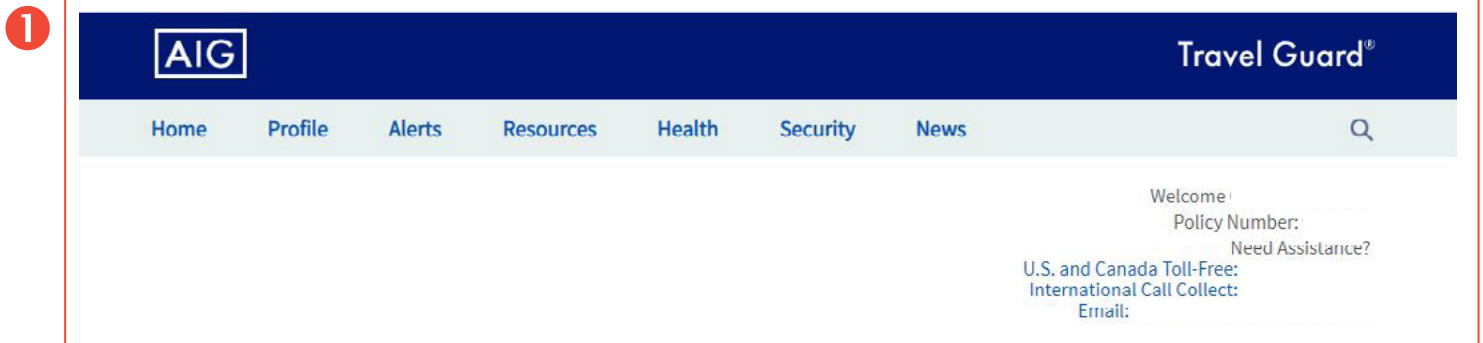 1
AIG
Travel Guard®
Home Profile Alerts Resources Health Security News
Welcome
Policy Number:
Need Assistance?
U.S. and Canada Toll-Free:
International Call Collect:
Email: